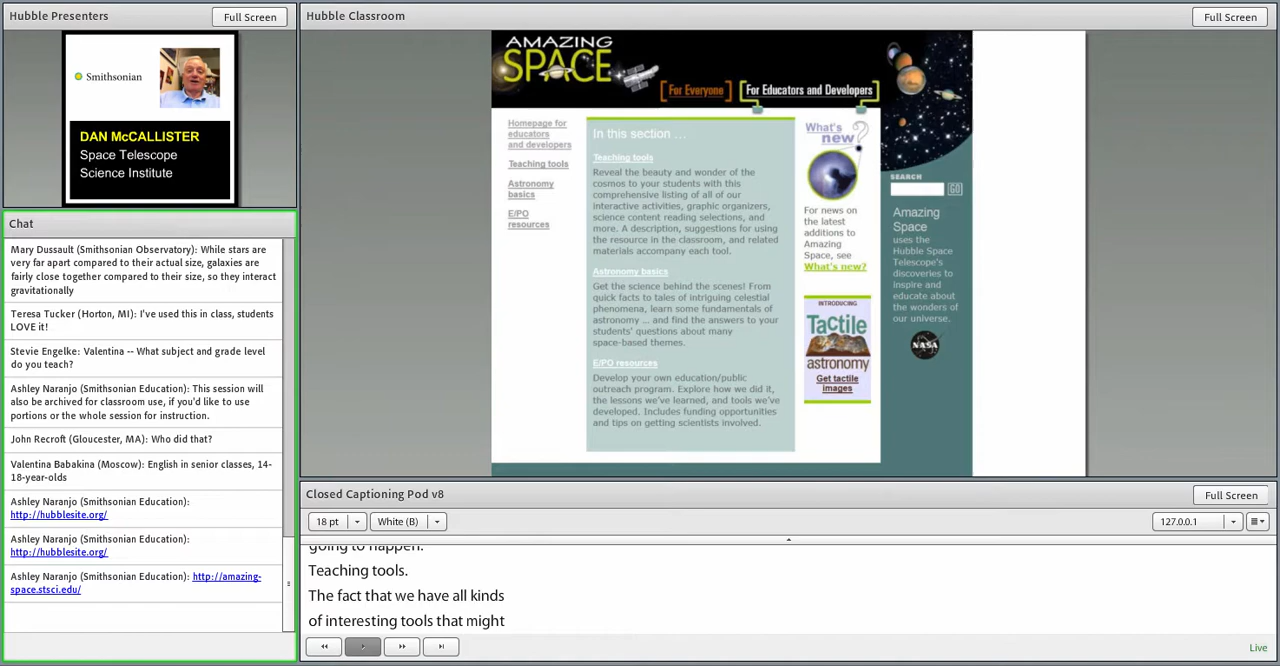 Hubble Presenters
Full Screen
Smithsonian
DAN McCALLISTER
Space Telescope
Science Institute
Chat
Mary Dussault (Smithsonian Observatory): While stars are
very far apart compared to their actual size, galaxies are
fairly close together compared to their size, so they interact
gravitationally
Teresa Tucker (Horton, MI): I've used this in class, students
LOVE it!
Stevie Engelke: Valentina -- What subject and grade level
do you teach?
Ashley Naranjo (Smithsonian Education): This session will
also be archived for classroom use, if you'd like to use
portions or the whole session for instruction.
John Recroft (Gloucester, MA): Who did that?
Valentina Babakina (Moscow): English in senior classes, 14-
18-year-olds
Ashley Naranjo (Smithsonian Education):
http://hubblesite.org/
Ashley Naranjo (Smithsonian Education):
http://hubblesite.org/
Ashley Naranjo (Smithsonian Education): http://amazing-
space.stsci.edu/
Hubble Classroom
Full Screen
AMAZING
SPACE
For Everyone
For Educators and Developers
Homepage for
educators
and developers
Teaching tools
Astronomy
basics
E/PO
resources
In this section ...
Teaching tools
Reveal the beauty and wonder of the
cosmos to your students with this
comprehensive listing of all of our
interactive activities, graphic organizers,
science content reading selections, and
more. A description, suggestions for using
the resource in the classroom, and related
materials accompany each tool.
Astronomy basics
Get the science behind the scenes! From
quick facts to tales of intriguing celestial
phenomena, learn some fundamentals of
astronomy ... and find the answers to your
students' questions about many
space-based themes.
E/PO resources
Develop your own education/public
outreach program. Explore how we did it,
the lessons we've learned, and tools we've
developed. Includes funding opportunities
and tips on getting scientists involved.
What's
new?
For news on
the latest
additions to
Amazing
Space, see
What's new?
INTRODUCING
Tactile
astronomy
Get tactile
images
SEARCH
GO
Amazing
Space
uses the
Hubble Space
Telescope's
discoveries to
inspire and
educate about
the wonders of
our universe.
NASA
Closed Captioning Pod v8
Full Screen
18 pt
White (B)
127.0.0.1
going to happen.
Teaching tools.
The fact that we have all kinds
of interesting tools that might
Live